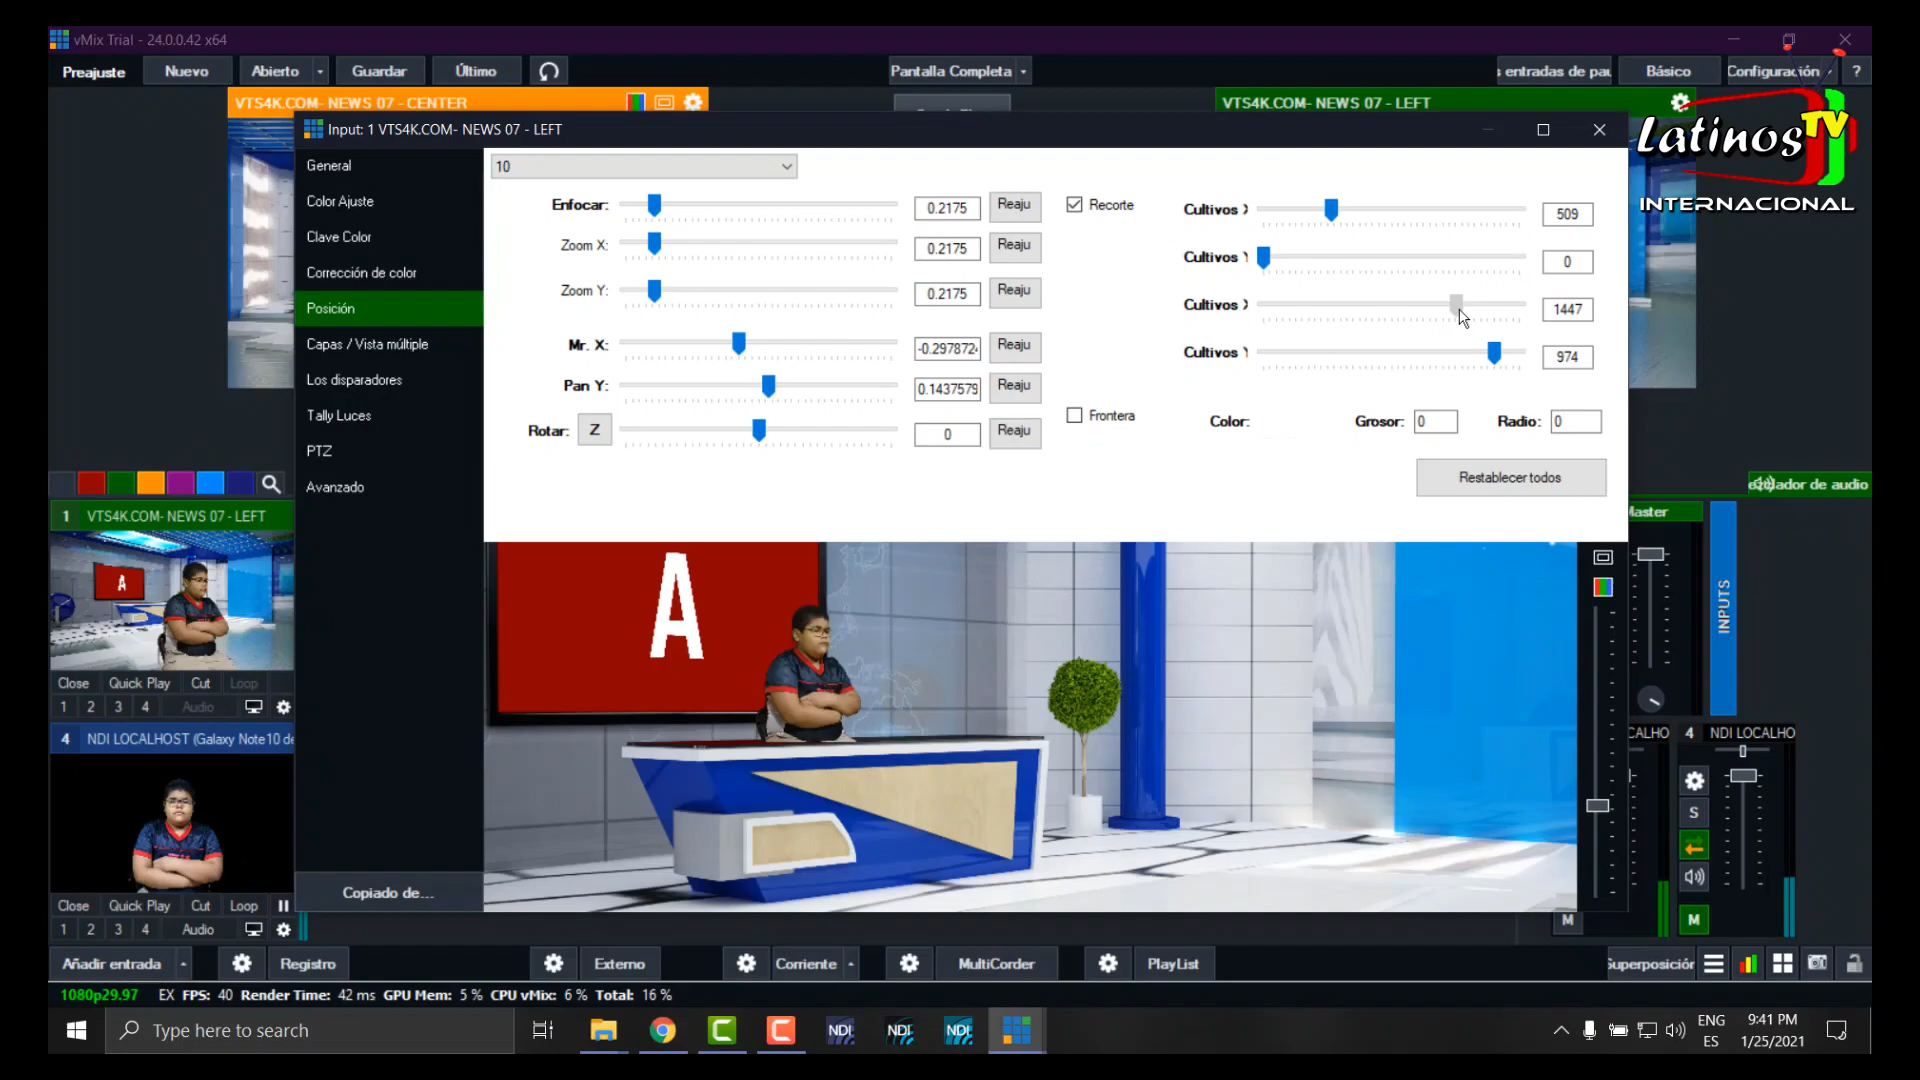 vMix Trial - 24.0.0.42 x64
Preajuste Nuevo Abierto Guardar Último Pantalla Completa entradas de pau Básico Configuración ?
VTS4K.COM- NEWS 07 - CENTER
VTS4K.COM- NEWS 07 - LEFT
Latinos TV
INTERNACIONAL
Input: 1 VTS4K.COM- NEWS 07 - LEFT
General
Color Ajuste
Clave Color
Corrección de color
Posición
Capas / Vista múltiple
Los disparadores
Tally Luces
PTZ
Avanzado
Copiado de...
10
Enfocar: 0.2175 Reaju
Zoom X: 0.2175 Reaju
Zoom Y: 0.2175 Reaju
Mr. X: -0.297872 Reaju
Pan Y: 0.1437579 Reaju
Rotar: Z 0 Reaju
Recorte
Frontera
Cultivos X 509
Cultivos Y 0
Cultivos X 1447
Cultivos Y 974
Color: Grosor: 0 Radio: 0
Restablecer todos
A
1 VTS4K.COM- NEWS 07 - LEFT
A
Close Quick Play Cut Loop
1 2 3 4 Audio
4 NDI LOCALHOST (Galaxy Note10 de
Close Quick Play Cut Loop
1 2 3 4 Audio
ador de audio
Master
INPUTS
CALHO 4 NDI LOCALHO
S
M M
Añadir entrada Registro Externo Corriente MultiCorder PlayList Superposición
1080p29.97 EX FPS: 40 Render Time: 42 ms GPU Mem: 5 % CPU vMix: 6 % Total: 16 %
Type here to search
NDI NDI NDI
ENG
ES
9:41 PM
1/25/2021